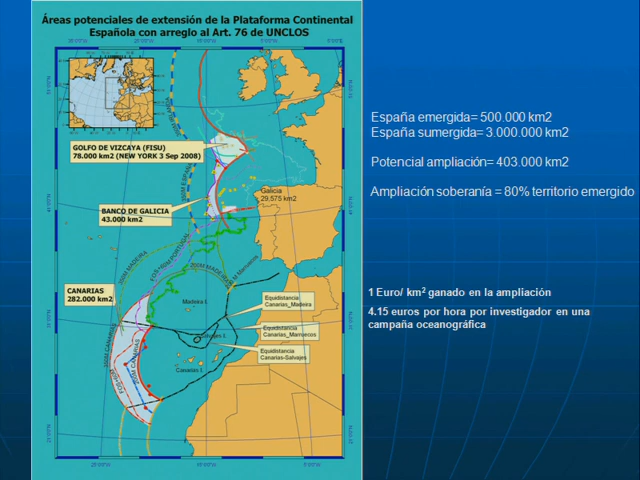 Áreas potenciales de extensión de la Plataforma Continental
Española con arreglo al Art. 76 de UNCLOS
GOLFO DE VIZCAYA (FISU)
78.000 km2 (NEW YORK 3 Sep 2008)
Galicia
29,575 km2
BANCO DE GALICIA
43.000 km2
CANARIAS
282.000 km2
Madeira I.
Equidistancia
Canarias_Madeira
Equidistancia
Canarias_Marruecos
Equidistancia
Canarias-Salvajes
Canarias I.
España emergida= 500.000 km2
España sumergida= 3.000.000 km2
Potencial ampliación= 403.000 km2
Ampliación soberanía = 80% territorio emergido
1 Euro/ km² ganado en la ampliación
4.15 euros por hora por investigador en una
campaña oceanográfica